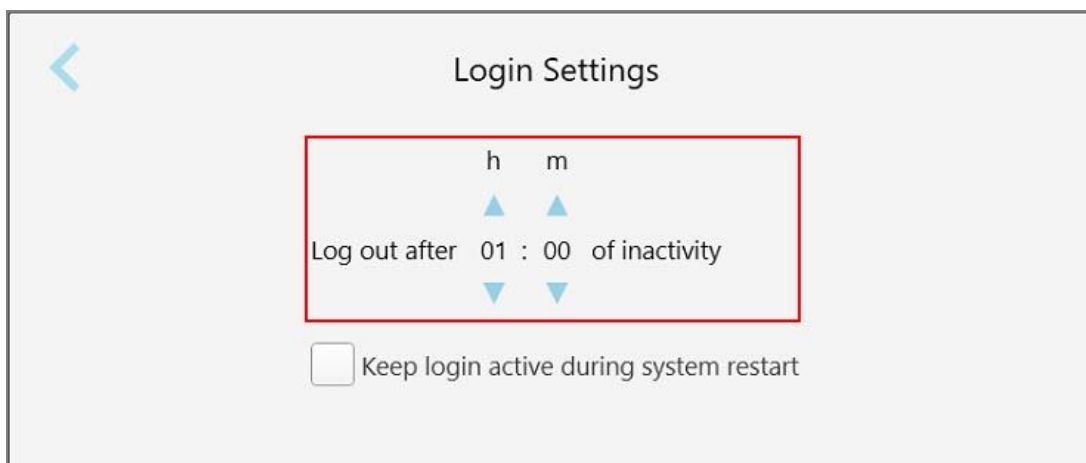 Login Settings
h m
Log out after 01 : 00 of inactivity
Keep login active during system restart